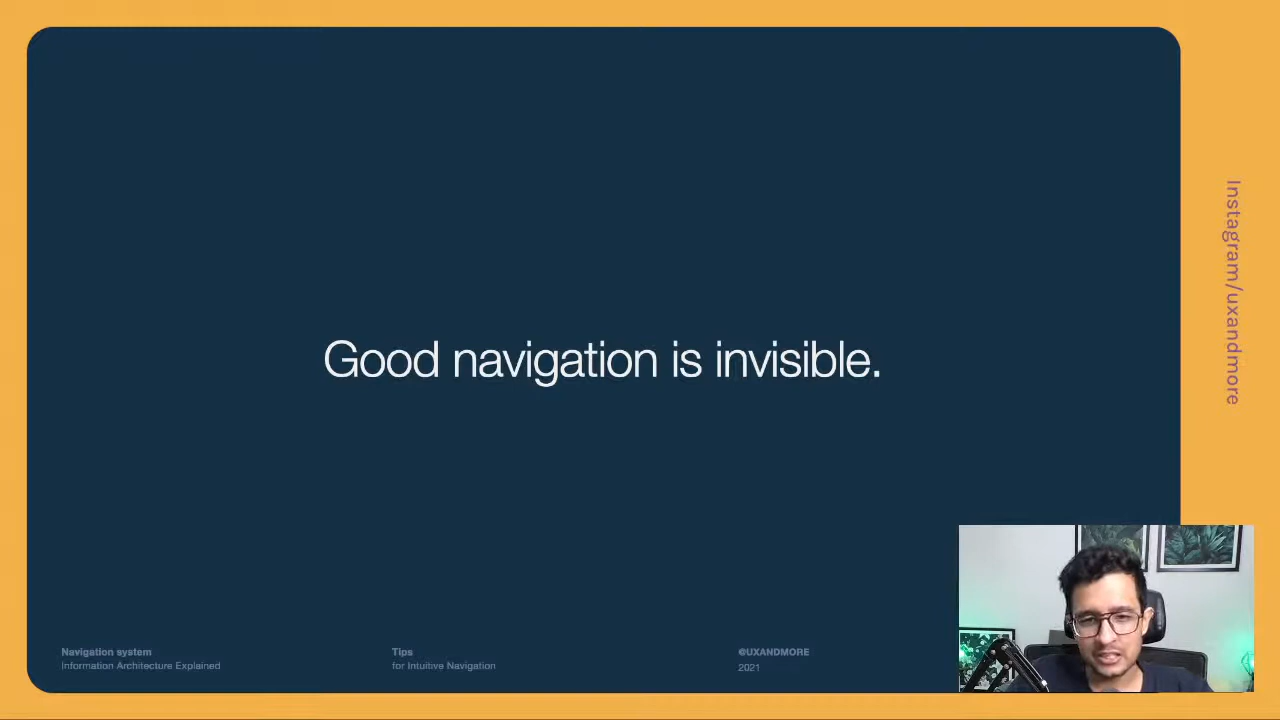 Good navigation is invisible.
Instagram/uxandmore
Navigation system
Information Architecture Explained
Tips
for Intuitive Navigation
@UXANDMORE
2021